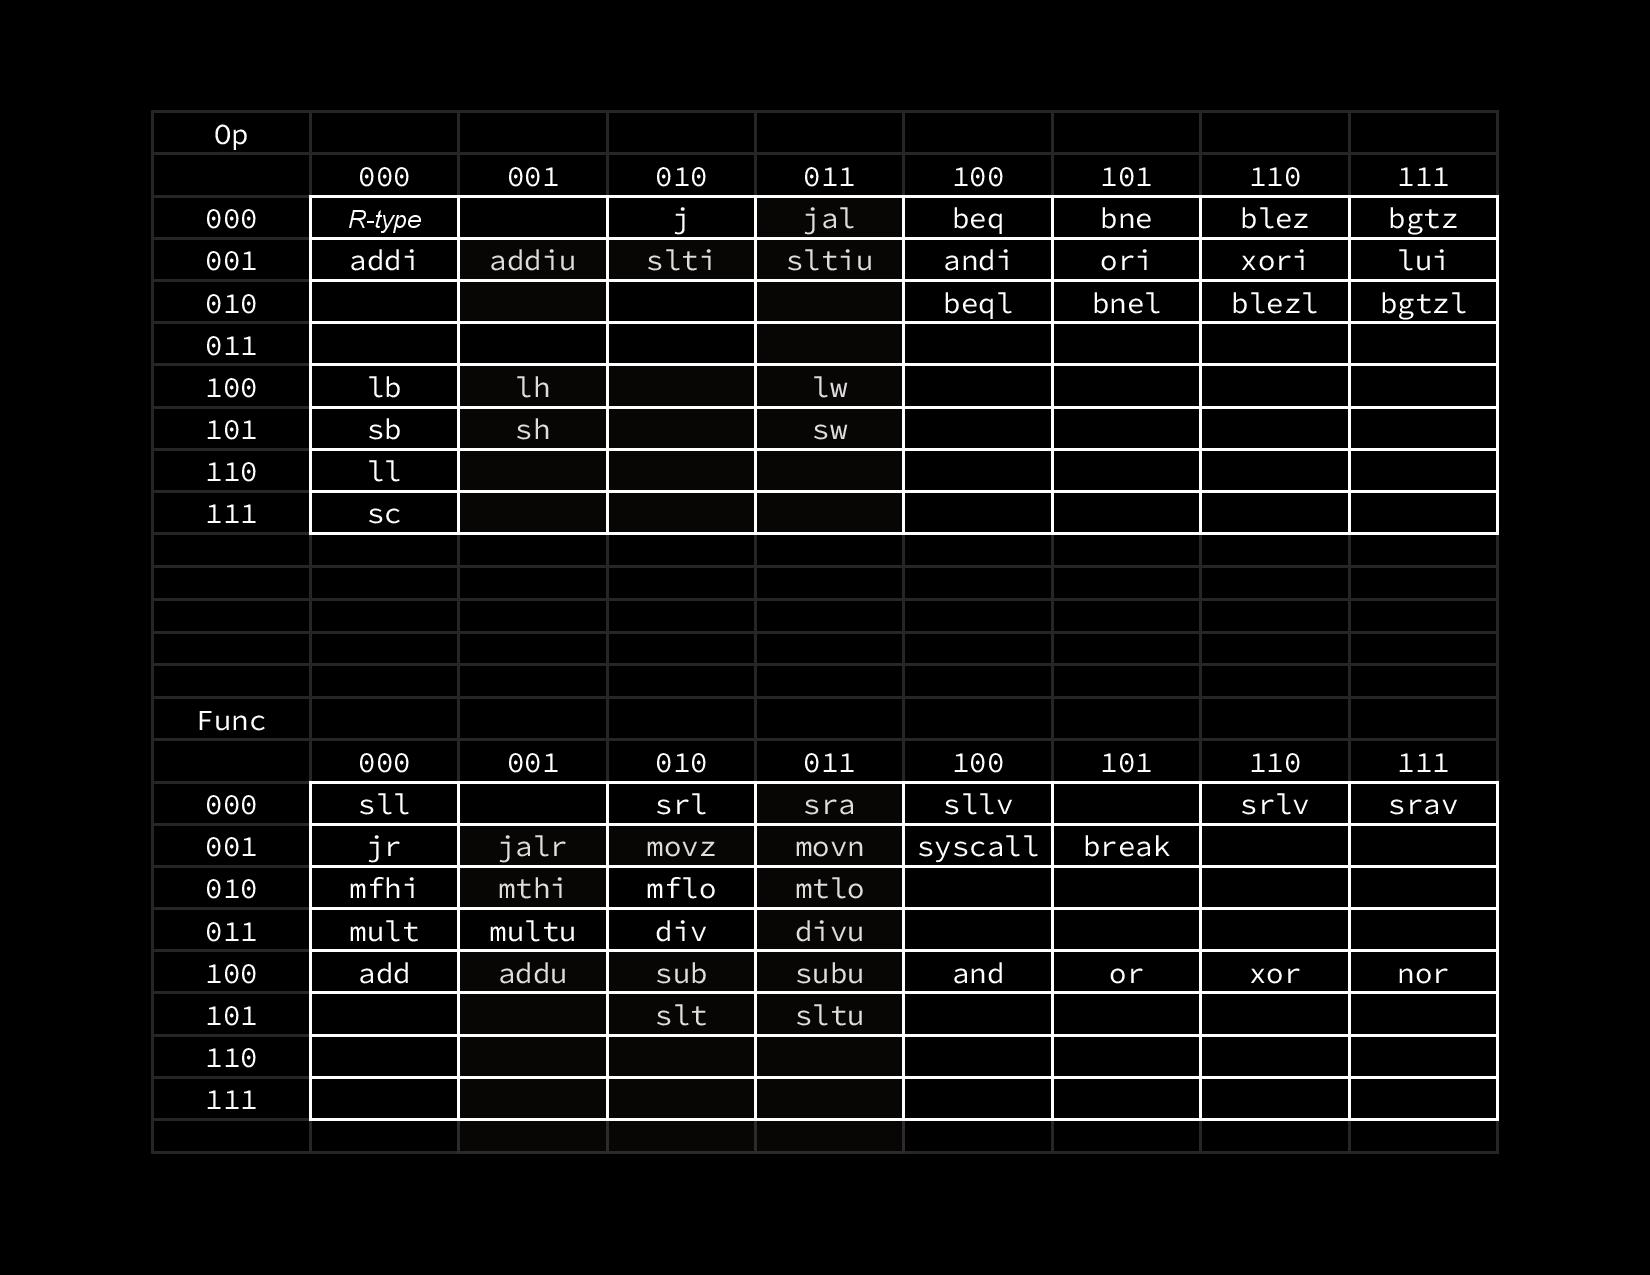 Op
000 001 010 011 100 101 110 111
000 R-type j jal beq bne blez bgtz
001 addi addiu slti sltiu andi ori xori lui
010 beql bnel blezl bgtzl
011
100 lb lh lw
101 sb sh sw
110 ll
111 sc
Func
000 001 010 011 100 101 110 111
000 sll srl sra sllv srlv srav
001 jr jalr movz movn syscall break
010 mfhi mthi mflo mtlo
011 mult multu div divu
100 add addu sub subu and or xor nor
101 slt sltu
110
111